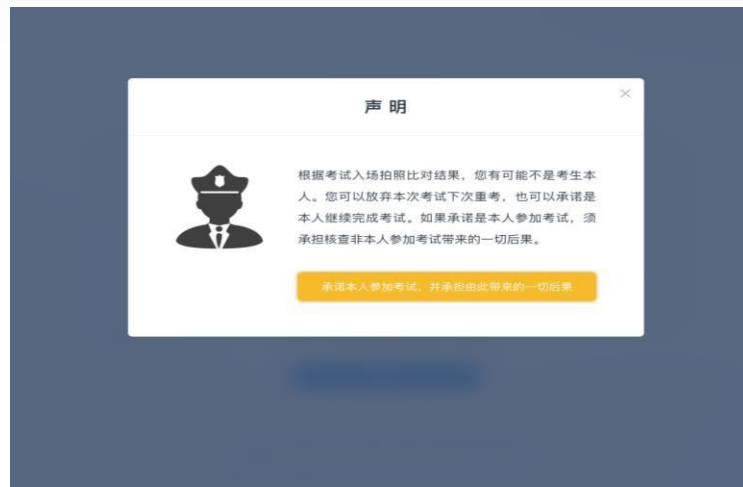 声明
根据考试入场拍照比对结果，您有可能不是考生本
人。您可以放弃本次考试下次重考，也可以承诺是
本人继续完成考试。如果承诺是本人参加考试，须
承担核查非本人参加考试带来的一切后果。
承诺本人参加考试，并承担由此带来的一切后果